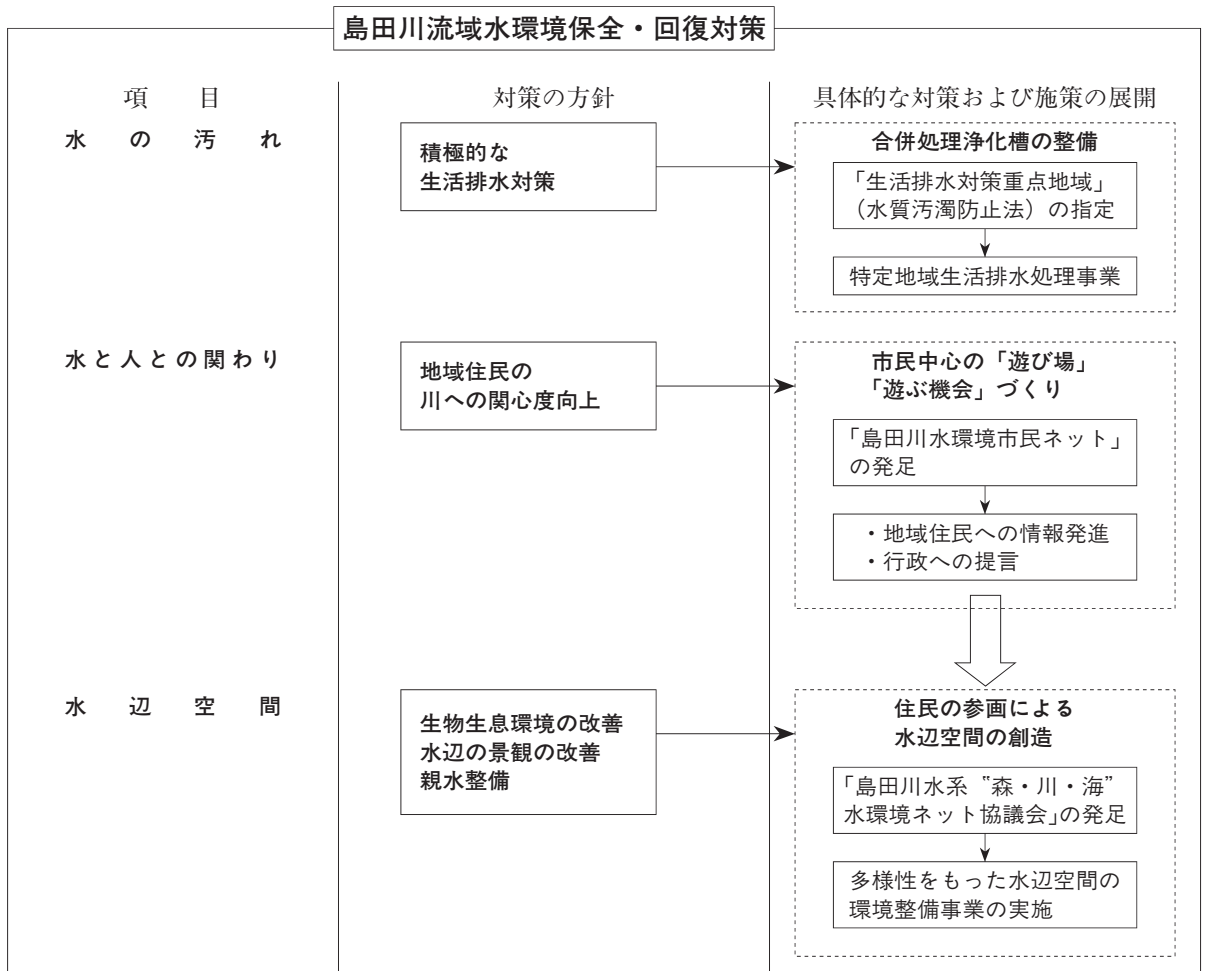 島田川流域水環境保全・回復対策
項 目
対策の方針
具体的な対策および施策の展開
水の汚れ
積極的な
生活排水対策
合併処理浄化槽の整備
「生活排水対策重点地域」
（水質汚濁防止法）の指定
特定地域生活排水処理事業
水と人との関わり
地域住民の
川への関心度向上
市民中心の「遊び場」
「遊ぶ機会」づくり
「島田川水環境市民ネット」
の発足
・地域住民への情報発進
・行政への提言
水辺空間
生物生息環境の改善
水辺の景観の改善
親水整備
住民の参画による
水辺空間の創造
「島田川水系〝森・川・海”
水環境ネット協議会」の発足
多様性をもった水辺空間の
環境整備事業の実施